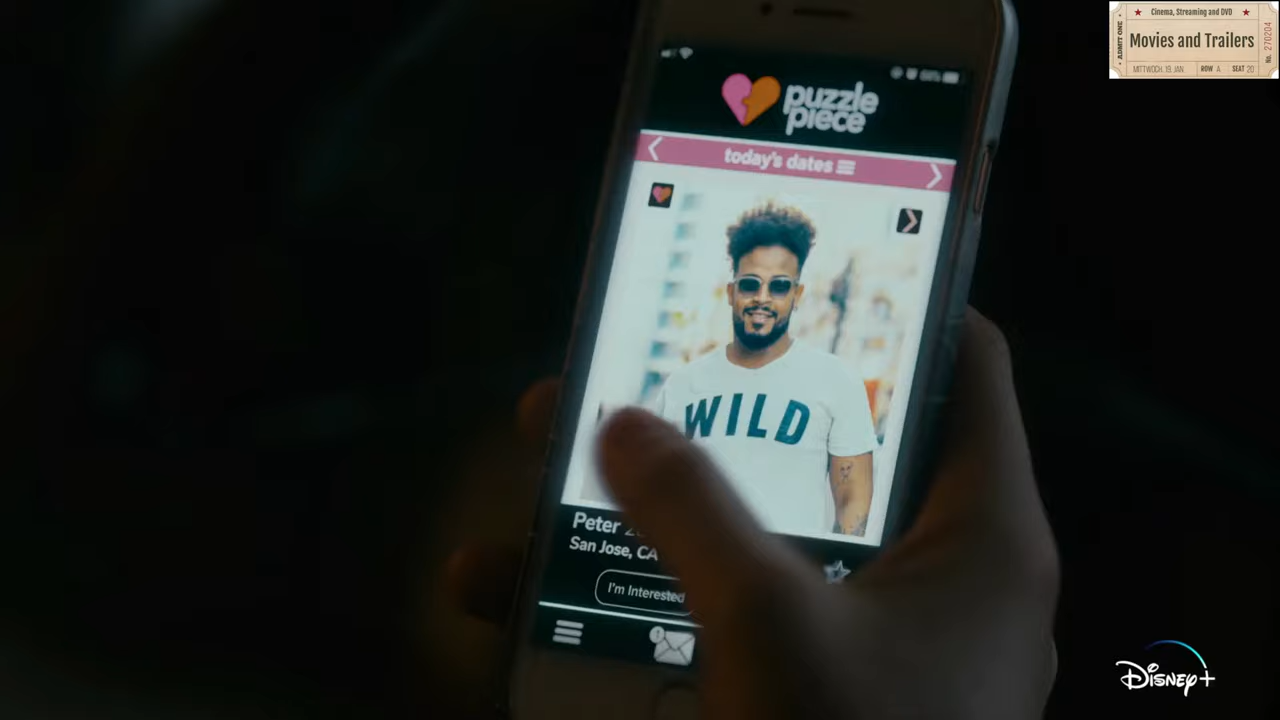 Cinema, Streaming and DVD
ADMIT ONE
Movies and Trailers
No. 270204
MITTWOCH. 19. JAN
ROW A
SEAT 20
puzzle
piece
today's dates
WILD
Peter
San Jose, CA
I'm Interested
Disney+